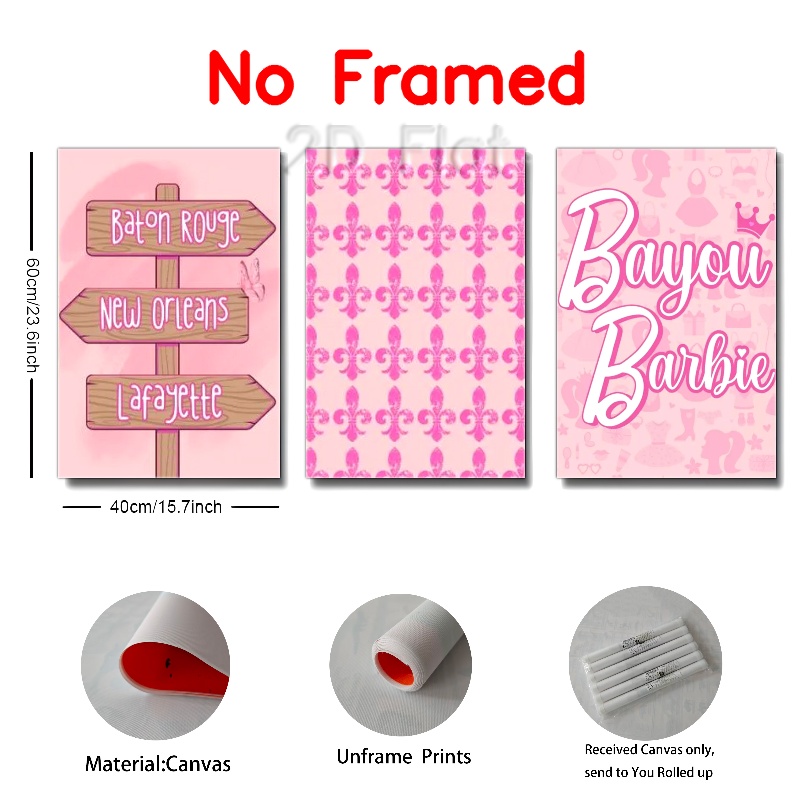 No Framed
2D Flat
60cm/23.6inch
Baton Rouge
New Orleans
Lafayette
Bayou
Barbie
40cm/15.7inch
Material:Canvas
Unframe Prints
Received Canvas only,
send to You Rolled up